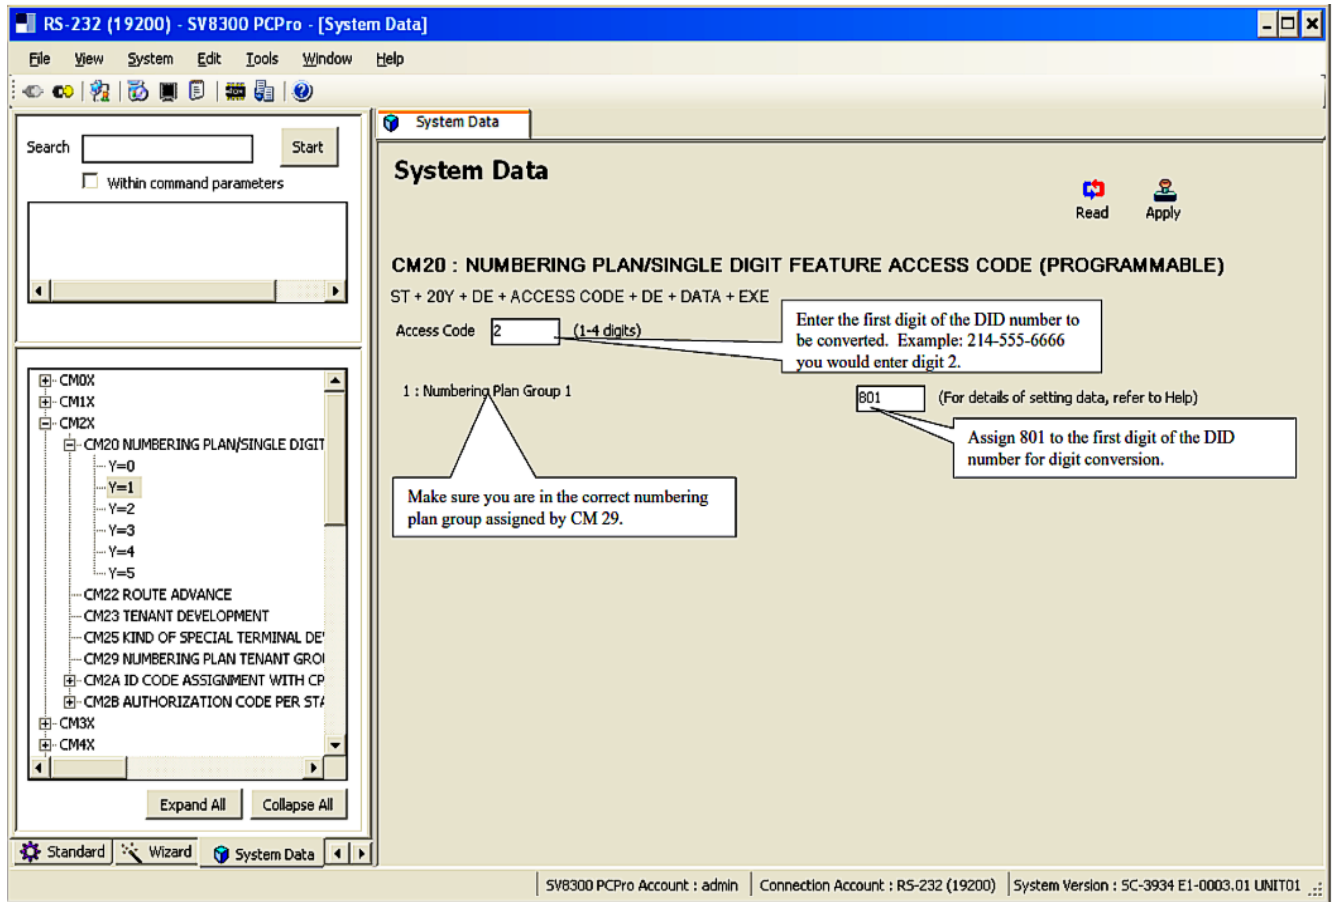 RS-232 (19200) - SV8300 PCPro - [System Data]
File View System Edit Tools Window Help
Search
Start
Within command parameters
CM0X
CM1X
CM2X
CM20 NUMBERING PLAN/SINGLE DIGIT
Y=0
Y=1
Y=2
Y=3
Y=4
Y=5
CM22 ROUTE ADVANCE
CM23 TENANT DEVELOPMENT
CM25 KIND OF SPECIAL TERMINAL DE
CM29 NUMBERING PLAN TENANT GRO
CM2A ID CODE ASSIGNMENT WITH CP
CM2B AUTHORIZATION CODE PER STA
CM3X
CM4X
Expand All Collapse All
Standard Wizard System Data
System Data
System Data
Read Apply
CM20 : NUMBERING PLAN/SINGLE DIGIT FEATURE ACCESS CODE (PROGRAMMABLE)
ST + 20Y + DE + ACCESS CODE + DE + DATA + EXE
Access Code 2 (1-4 digits)
Enter the first digit of the DID number to
be converted. Example: 214-555-6666
you would enter digit 2.
1 : Numbering Plan Group 1
801 (For details of setting data, refer to Help)
Assign 801 to the first digit of the DID
number for digit conversion.
Make sure you are in the correct numbering
plan group assigned by CM 29.
SV8300 PCPro Account : admin Connection Account : RS-232 (19200) System Version : SC-3934 E1-0003.01 UNIT01